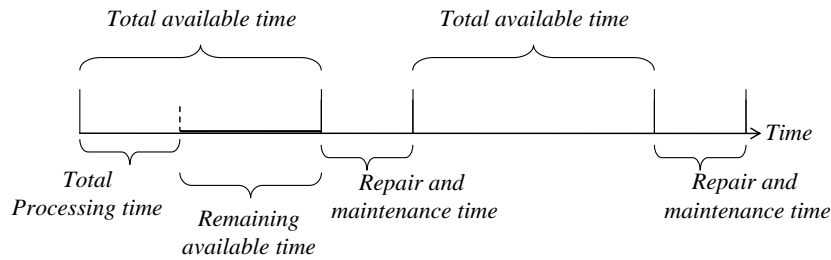 Total available time
Total available time
Time
Total
Processing time
Remaining
available time
Repair and
maintenance time
Repair and
maintenance time